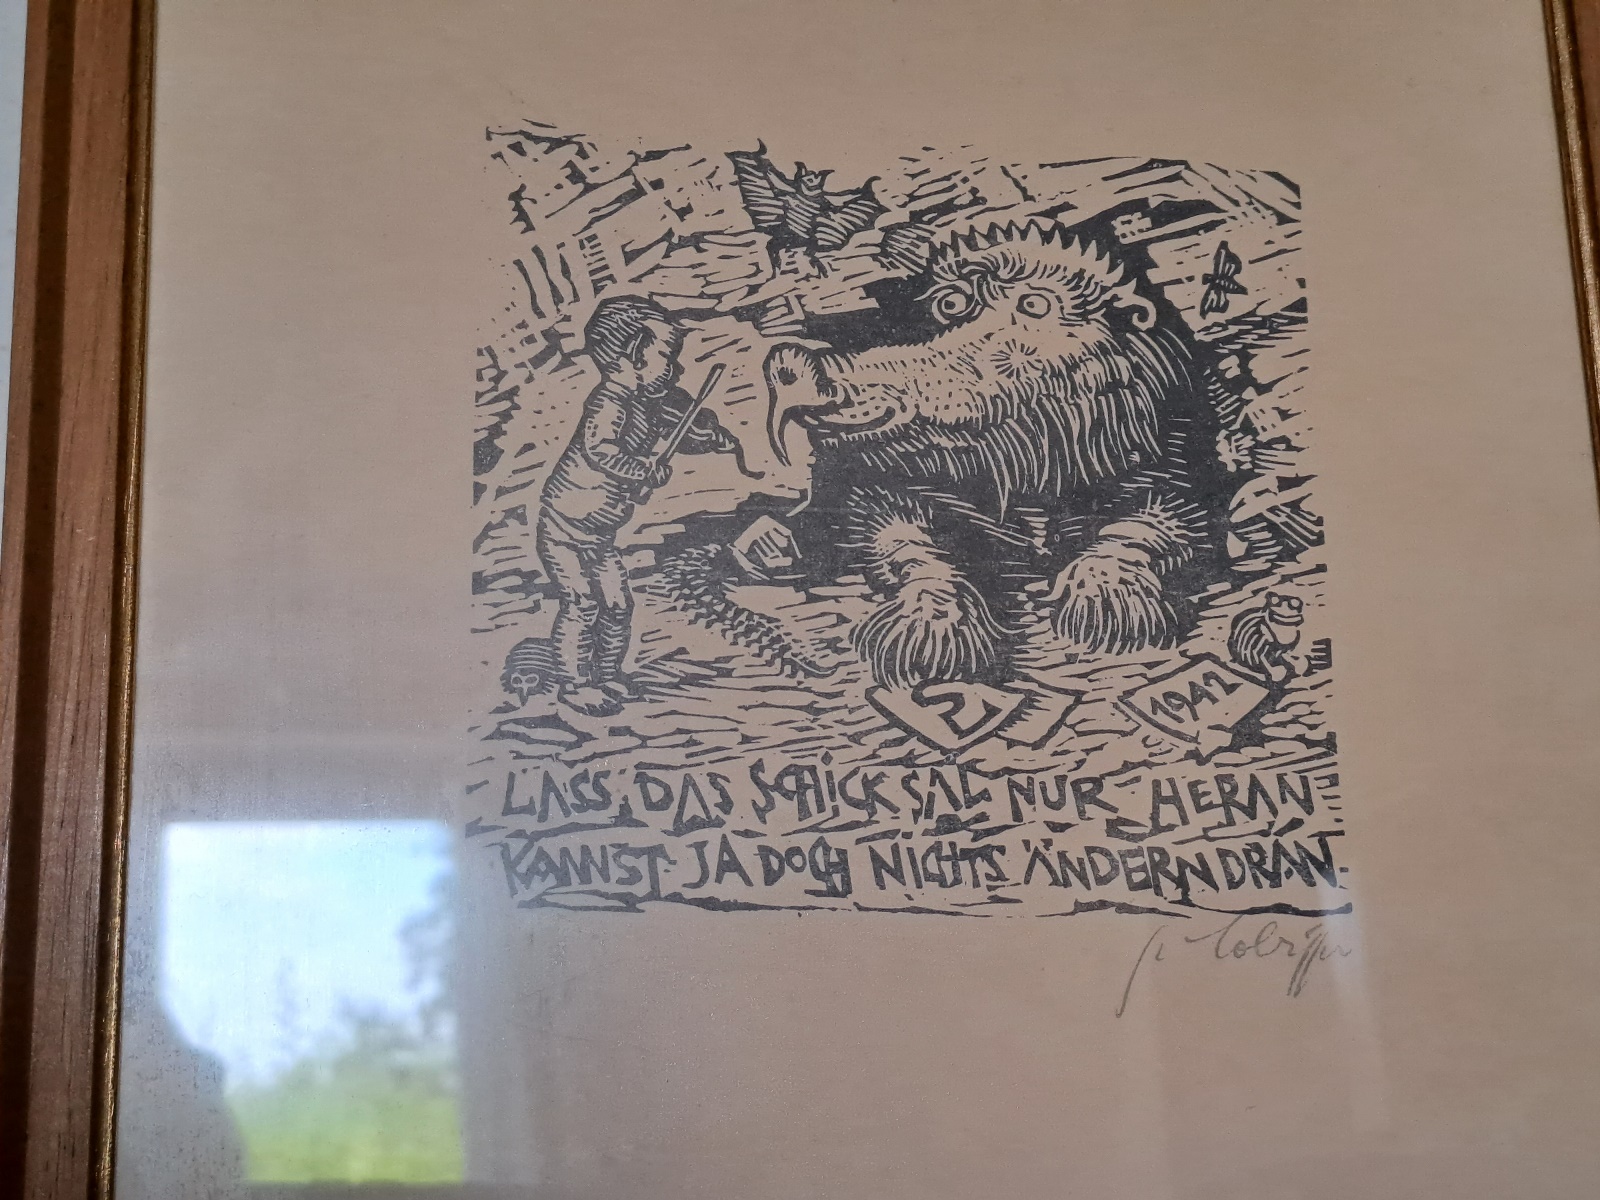 1942
LASS DAS SCHICKSAL NUR HERAN
KANNST JA DOCH NICHTS ÄNDERN DRAN.